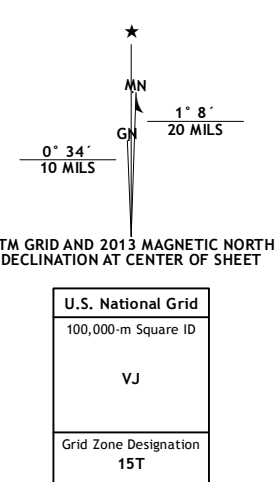 ★
MN
1° 8´
20 MILS
GN
0° 34´
10 MILS
TM GRID AND 2013 MAGNETIC NORTH
DECLINATION AT CENTER OF SHEET
U.S. National Grid
100,000-m Square ID
VJ
Grid Zone Designation
15T